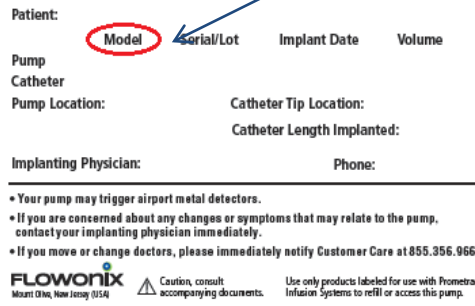 Patient:
Model Serial/Lot Implant Date Volume
Pump
Catheter
Pump Location: Catheter Tip Location:
Catheter Length Implanted:
Implanting Physician: Phone:
• Your pump may trigger airport metal detectors.
• If you are concerned about any changes or symptoms that may relate to the pump,
contact your implanting physician immediately.
• If you move or change doctors, please immediately notify Customer Care at 855.356.966
FLOWONIX
Mount Olive, New Jersey (USA)
Caution, consult
accompanying documents.
Use only products labeled for use with
Infusion Systems to refill or access this pump.